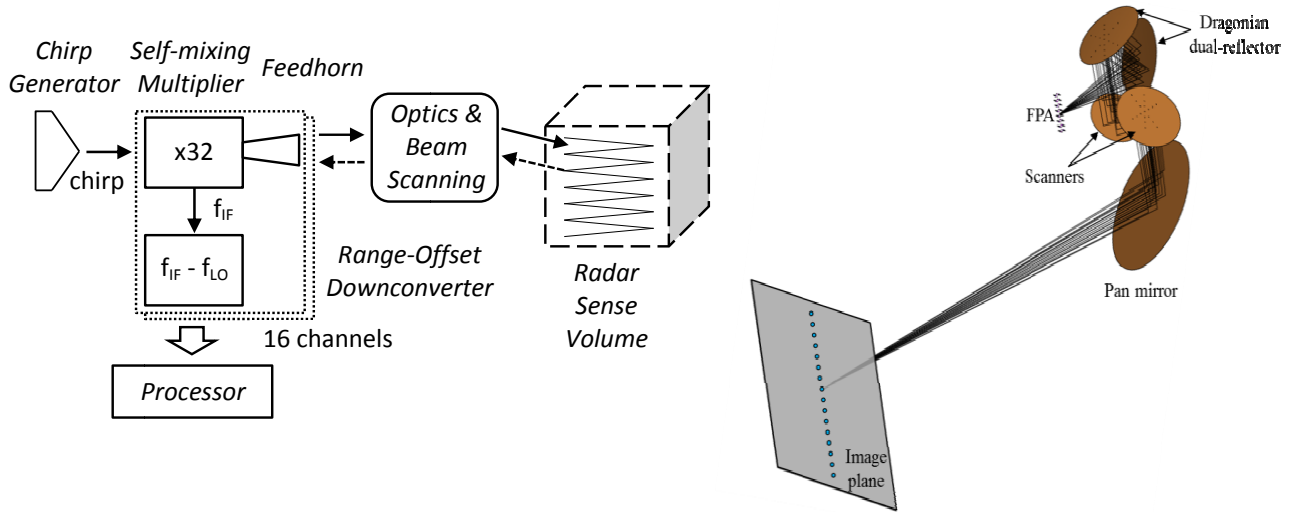 Chirp
Generator
Self-mixing
Multiplier
Feedhorn
x32
chirp
f_IF
f_IF - f_LO
Optics &
Beam
Scanning
Range-Offset
Downconverter
16 channels
Processor
Radar
Sense
Volume
Dragonian
dual-reflector
FPA
Scanners
Pan mirror
Image
plane